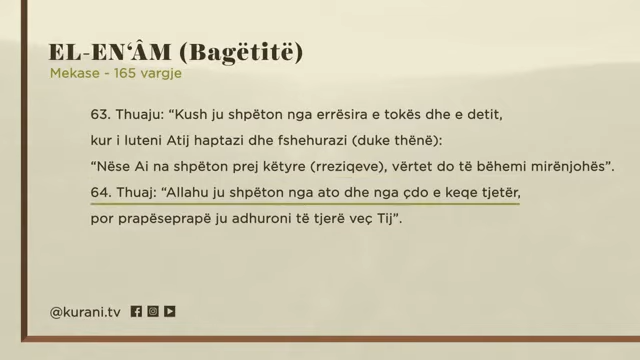 EL-EN‘ÂM (Bagëtitë)
Mekase - 165 vargje
63. Thuaju: “Kush ju shpëton nga errësira e tokës dhe e detit,
kur i luteni Atij haptazi dhe fshehurazi (duke thënë):
“Nëse Ai na shpëton prej këtyre (rreziqeve), vërtet do të bëhemi mirënjohës”.
64. Thuaj: “Allahu ju shpëton nga ato dhe nga çdo e keqe tjetër,
por prapëseprapë ju adhuroni të tjerë veç Tij”.
@kurani.tv